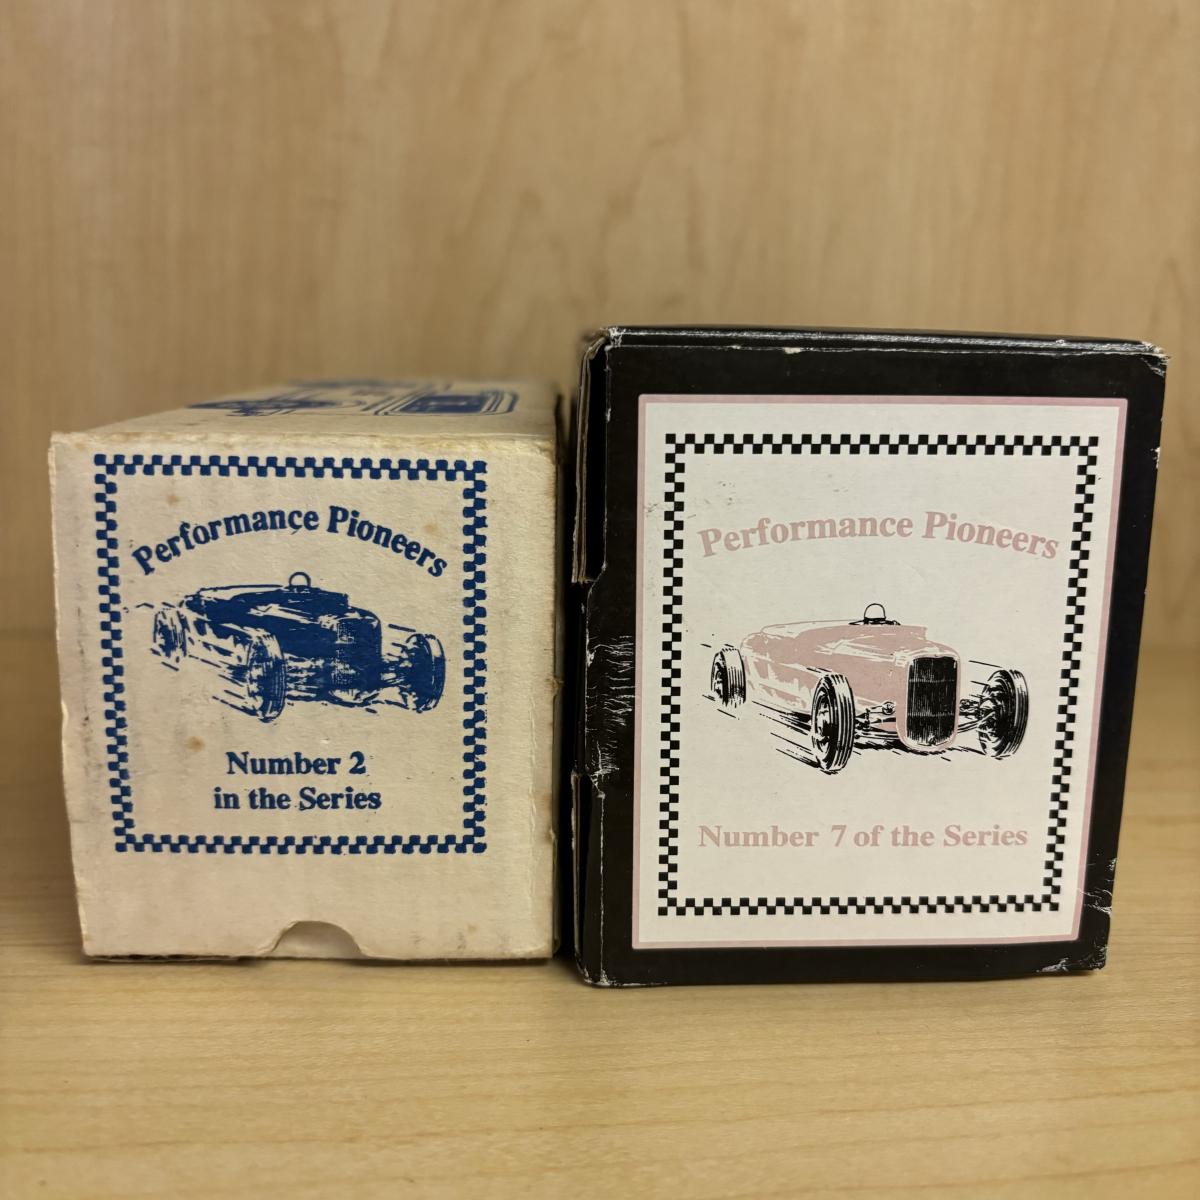 Performance Pioneers
Number 2
in the Series
Performance Pioneers
Number 7 of the Series